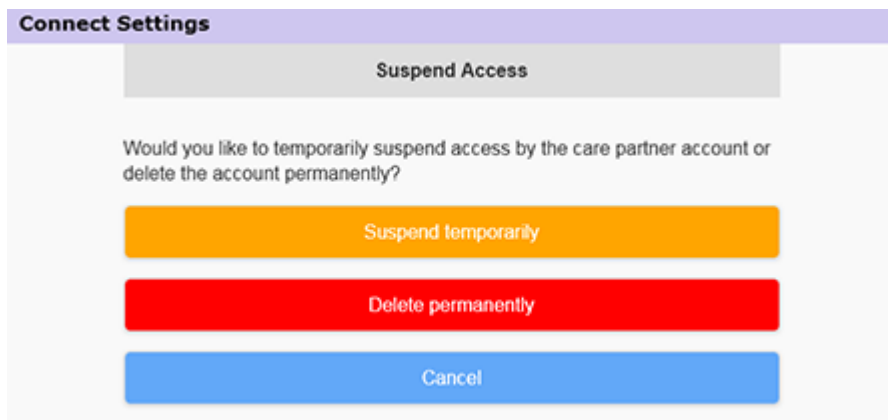 Connect Settings
Suspend Access
Would you like to temporarily suspend access by the care partner account or
delete the account permanently?
Suspend temporarily
Delete permanently
Cancel